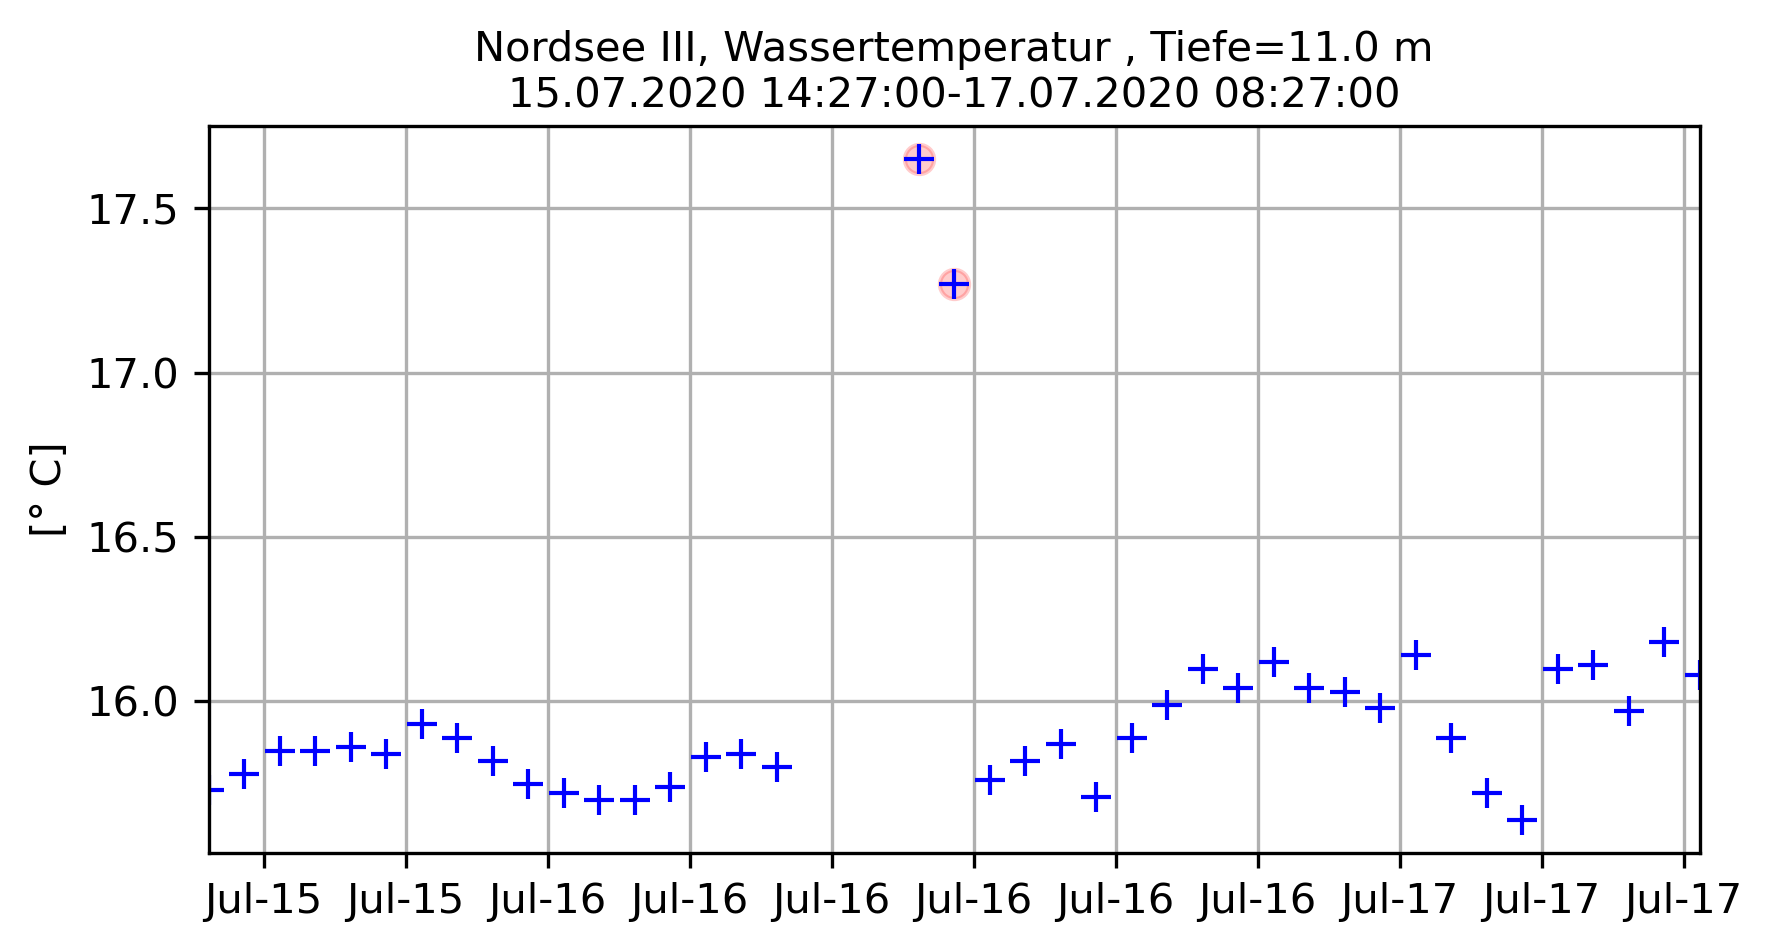 Nordsee III, Wassertemperatur , Tiefe=11.0 m
15.07.2020 14:27:00-17.07.2020 08:27:00
17.5
17.0
16.5
16.0
[° C]
Jul-15 Jul-15 Jul-16 Jul-16 Jul-16 Jul-16 Jul-16 Jul-16 Jul-17 Jul-17 Jul-17